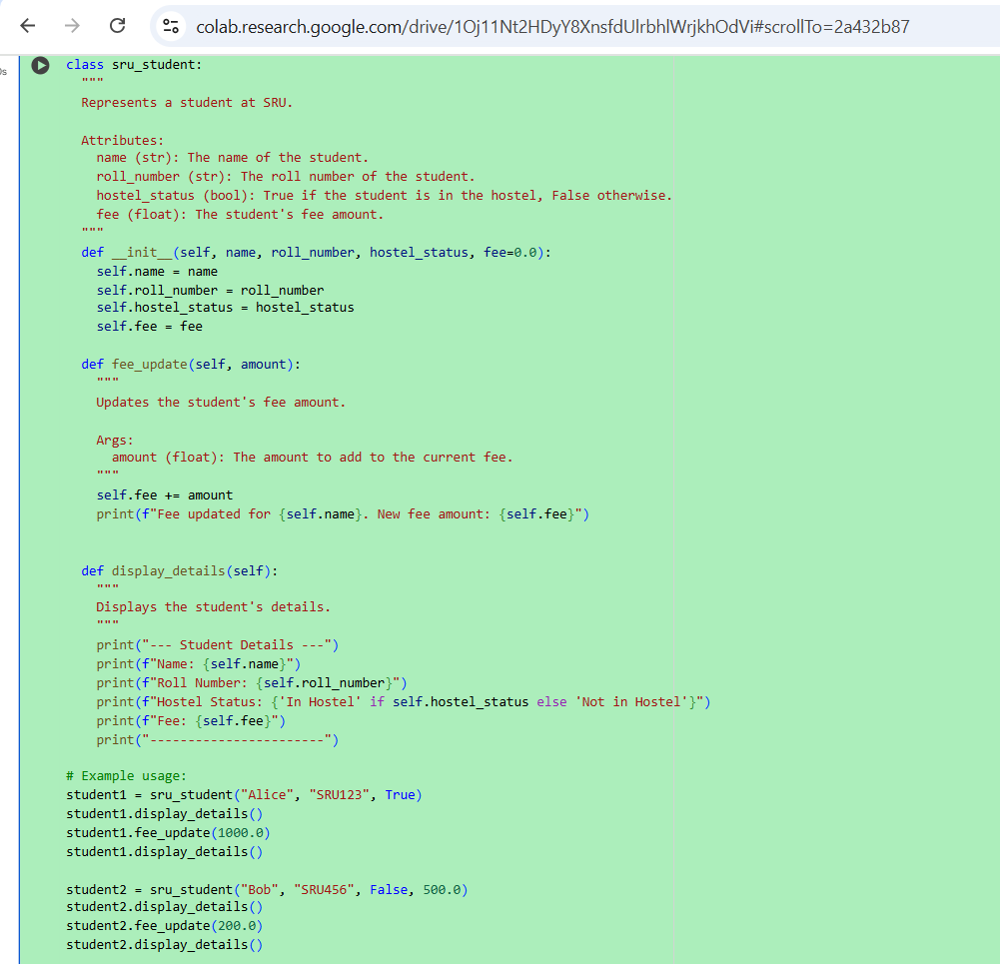 colab.research.google.com/drive/1Oj11Nt2HDyY8XnsfdUlrbhlWrjkhOdVi#scrollTo=2a432b87
class sru_student:
  """
  Represents a student at SRU.

  Attributes:
    name (str): The name of the student.
    roll_number (str): The roll number of the student.
    hostel_status (bool): True if the student is in the hostel, False otherwise.
    fee (float): The student's fee amount.
  """
  def __init__(self, name, roll_number, hostel_status, fee=0.0):
    self.name = name
    self.roll_number = roll_number
    self.hostel_status = hostel_status
    self.fee = fee

  def fee_update(self, amount):
    """
    Updates the student's fee amount.

    Args:
      amount (float): The amount to add to the current fee.
    """
    self.fee += amount
    print(f"Fee updated for {self.name}. New fee amount: {self.fee}")


  def display_details(self):
    """
    Displays the student's details.
    """
    print("--- Student Details ---")
    print(f"Name: {self.name}")
    print(f"Roll Number: {self.roll_number}")
    print(f"Hostel Status: {'In Hostel' if self.hostel_status else 'Not in Hostel'}")
    print(f"Fee: {self.fee}")
    print("-----------------------")

# Example usage:
student1 = sru_student("Alice", "SRU123", True)
student1.display_details()
student1.fee_update(1000.0)
student1.display_details()

student2 = sru_student("Bob", "SRU456", False, 500.0)
student2.display_details()
student2.fee_update(200.0)
student2.display_details()